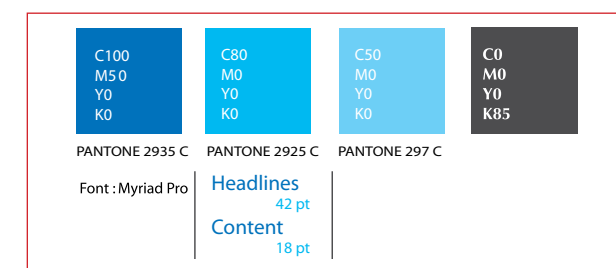 C100
M50
Y0
K0
C80
M0
Y0
K0
C50
M0
Y0
K0
C0
M0
Y0
K85
PANTONE 2935 C
PANTONE 2925 C
PANTONE 297 C
Font : Myriad Pro
Headlines
42 pt
Content
18 pt